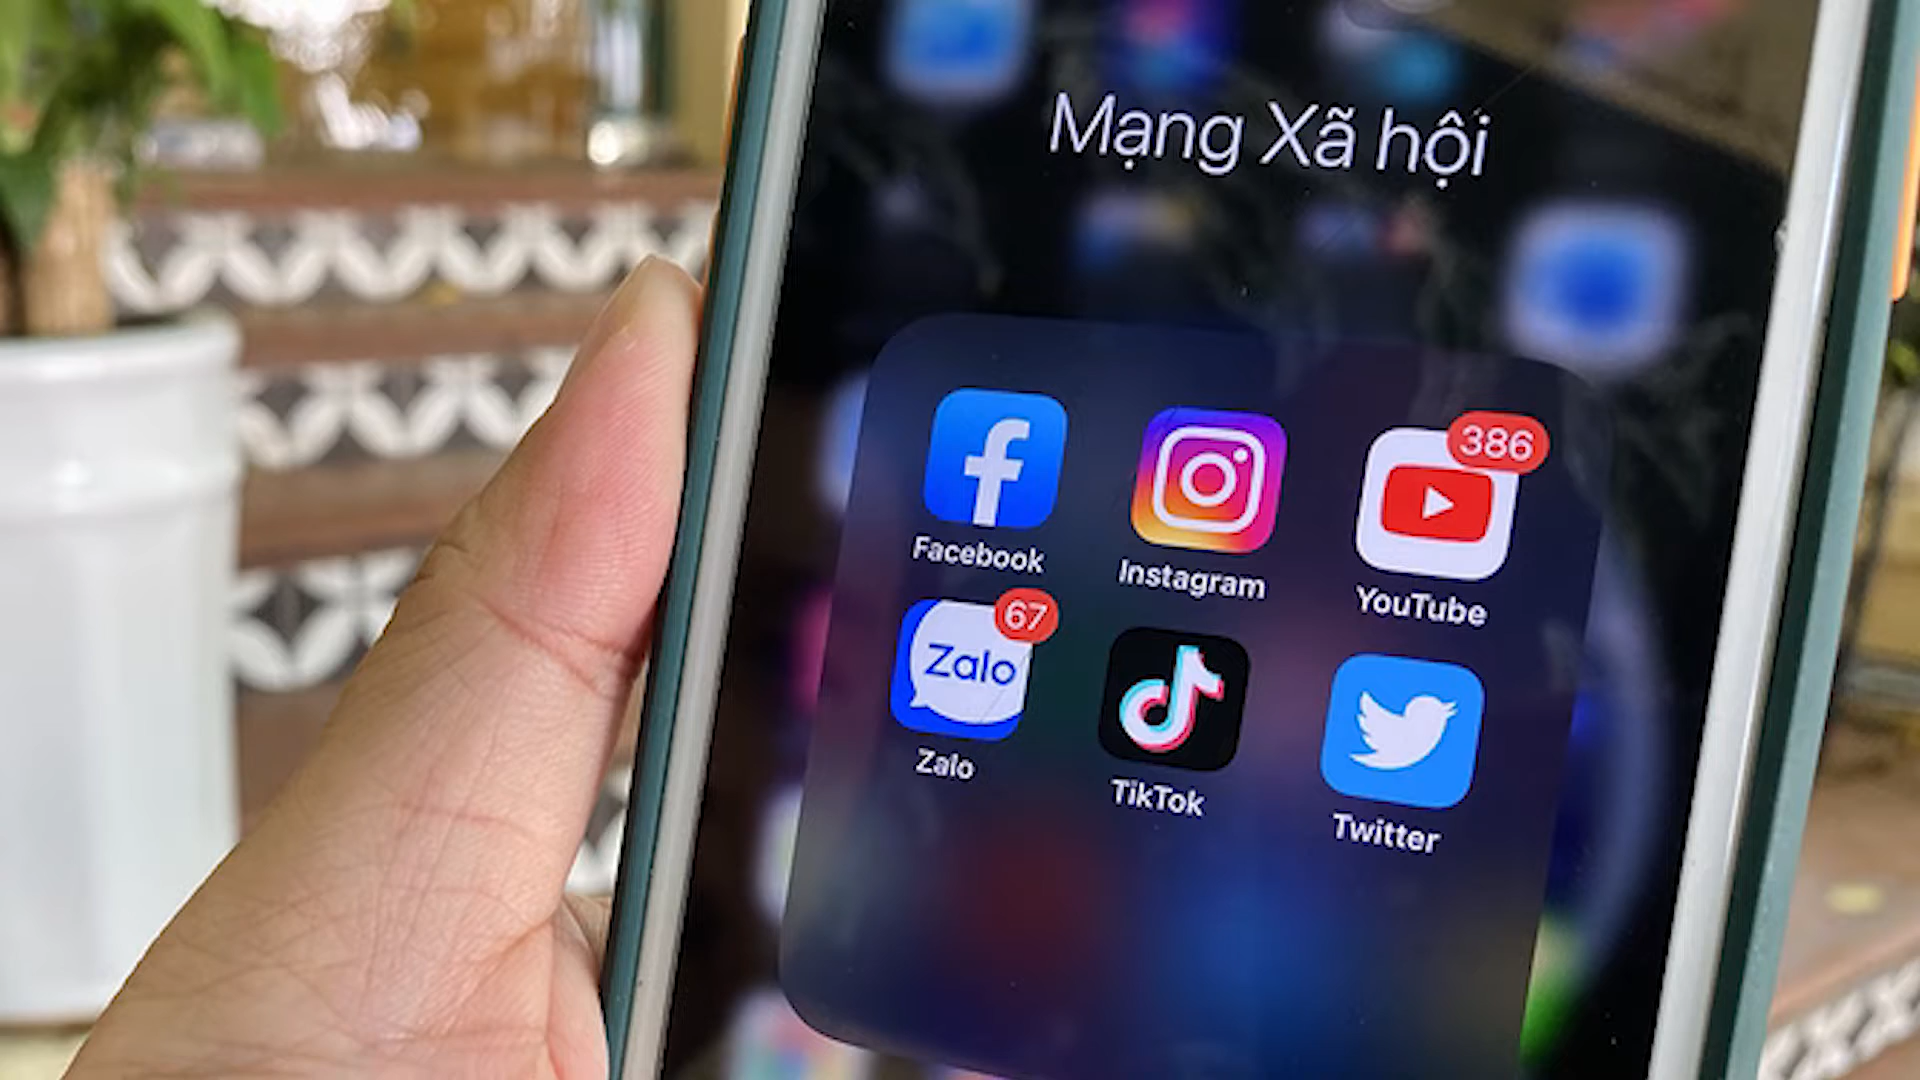 Mạng Xã hội
386
Facebook
Instagram
YouTube
67
Zalo
Zalo
TikTok
Twitter